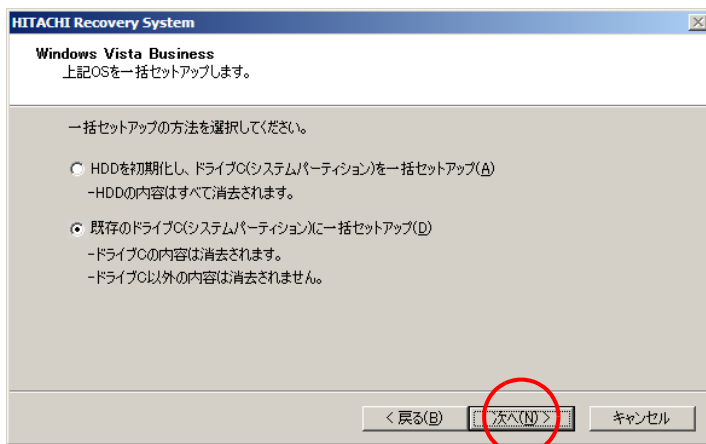 HITACHI Recovery System
Windows Vista Business
上記OSを一括セットアップします。
一括セットアップの方法を選択してください。
HDDを初期化し、ドライブC(システムパーティション)を一括セットアップ(A)
-HDDの内容はすべて消去されます。
既存のドライブC(システムパーティション)に一括セットアップ(D)
-ドライブCの内容は消去されます。
-ドライブC以外の内容は消去されません。
< 戻る(B) 次へ(N) > キャンセル